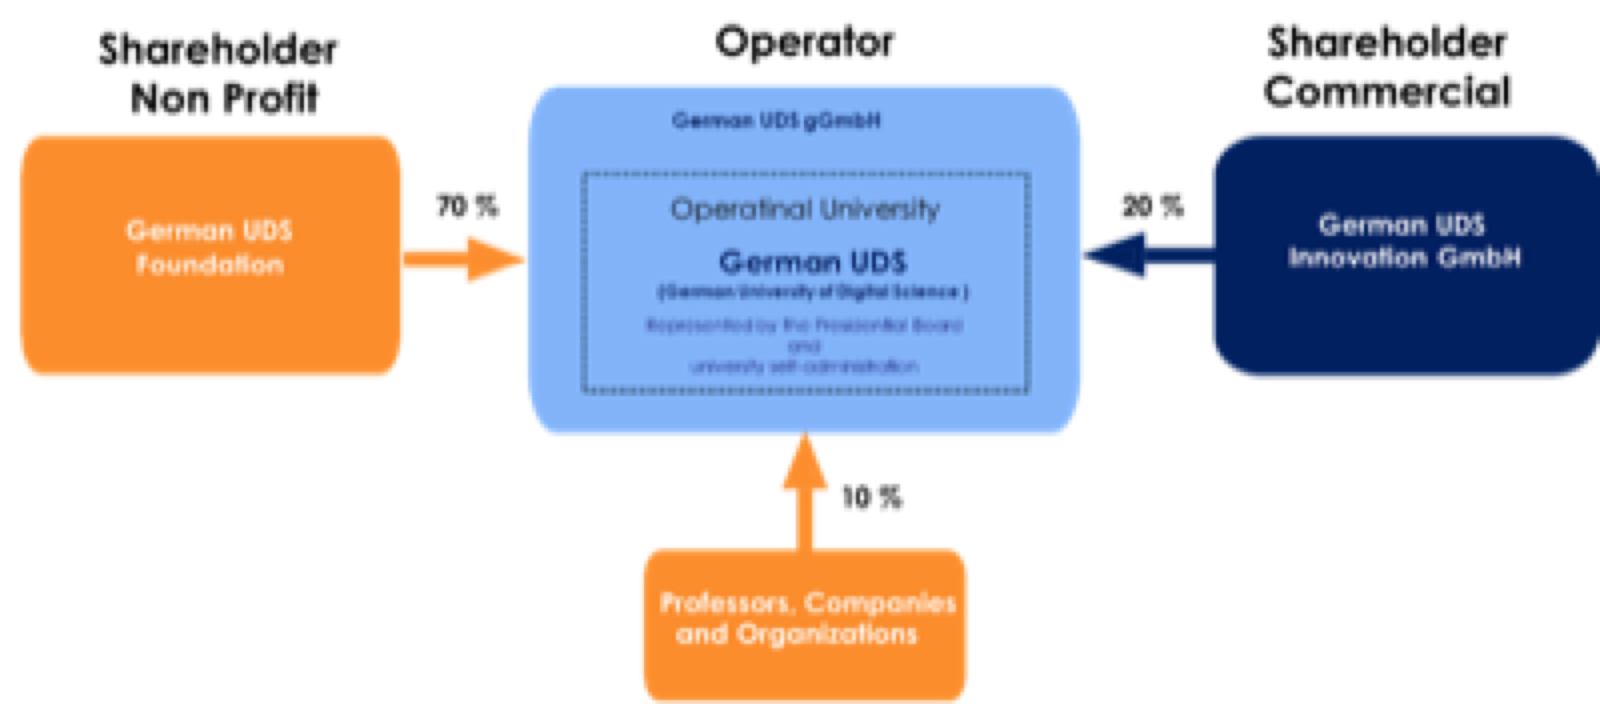 Shareholder
Non Profit
German UDS
Foundation
70 %
Operator
German UDS gGmbH
Operatinal University
German UDS
(German University of Digital Science )
Represented by the Presidential Board
and
university self-administration
20 %
Shareholder
Commercial
German UDS
Innovation GmbH
10 %
Professors, Companies
and Organizations